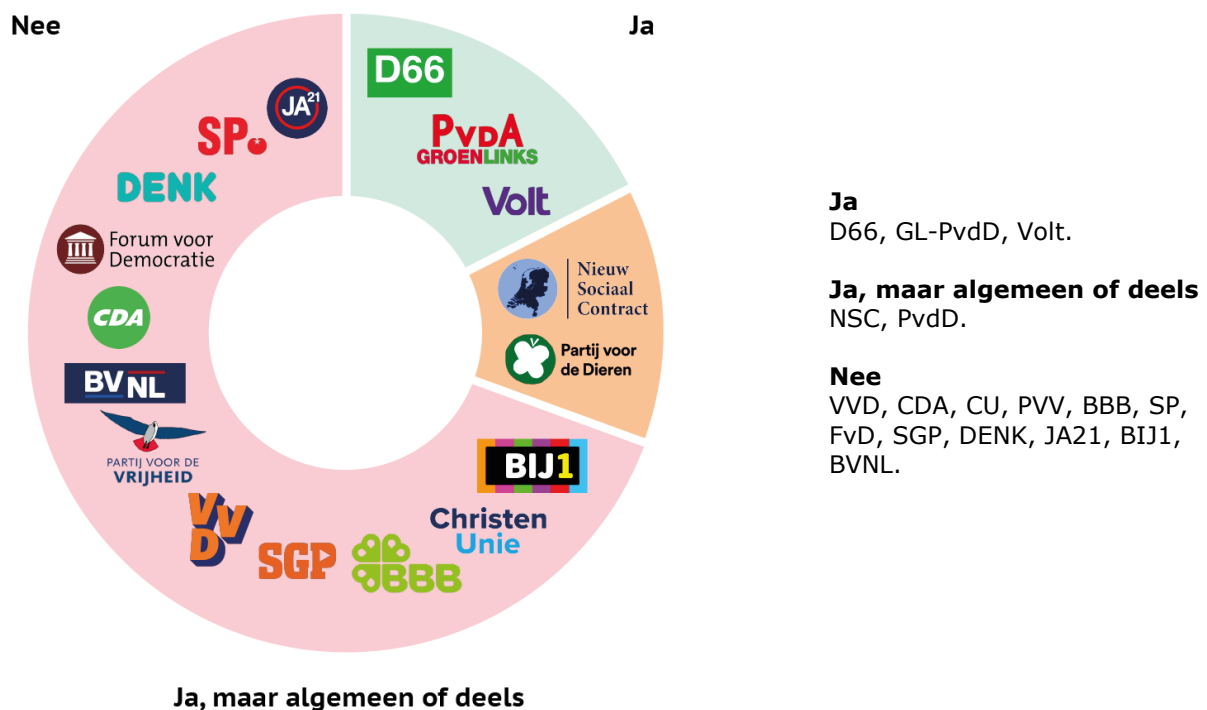 Nee
Ja
D66
JA21
SP
PVDA
GROENLINKS
DENK
Volt
Forum voor
Democratie
Nieuw
Sociaal
Contract
CDA
Partij voor
de Dieren
BVNL
PARTIJ VOOR DE
VRIJHEID
BIJ1
VVD
Christen
Unie
SGP
BBB
Ja, maar algemeen of deels
Ja
D66, GL-PvdD, Volt.
Ja, maar algemeen of deels
NSC, PvdD.
Nee
VVD, CDA, CU, PVV, BBB, SP,
FvD, SGP, DENK, JA21, BIJ1,
BVNL.